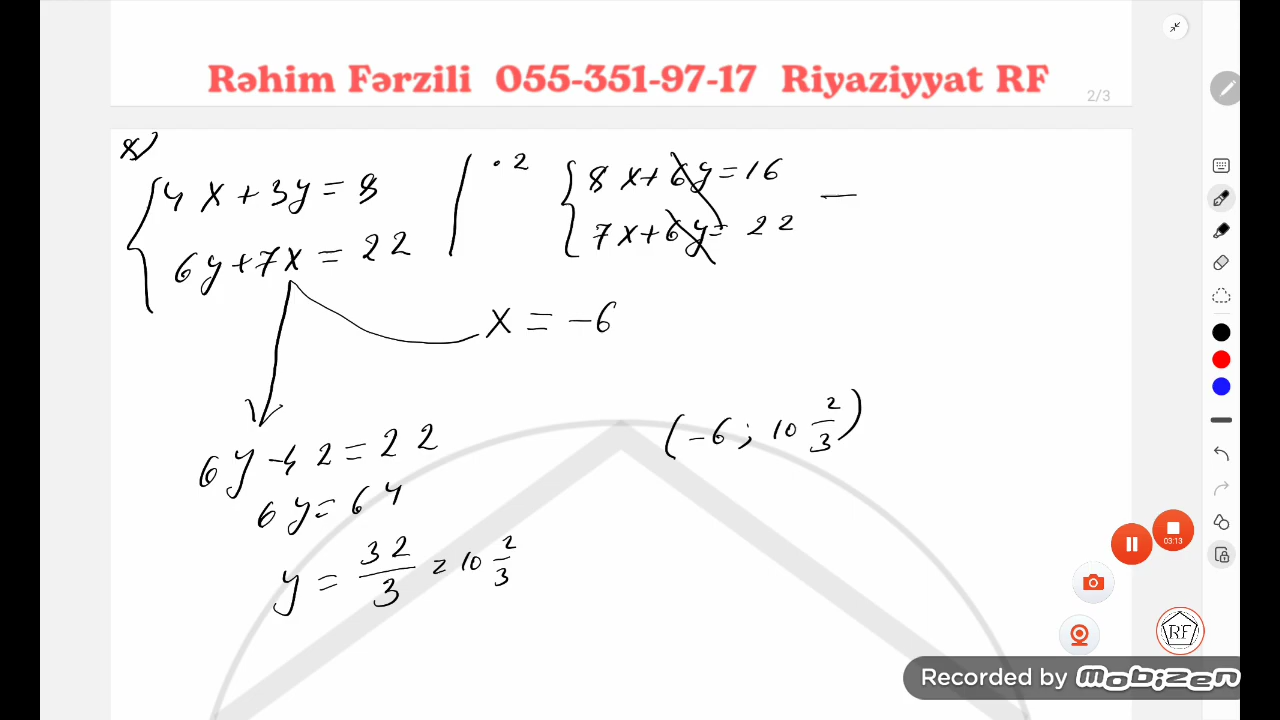 Rəhim Fərzili 055-351-97-17 Riyaziyyat RF
2/3
4x+3y=8 | ·2
6y+7x=22
8x+6y=16
7x+6y=22 —
x=-6
6y-42=22
6y=64
y=32/3=10 2/3
(-6; 10 2/3)
03:13
RF
Recorded by mobizen